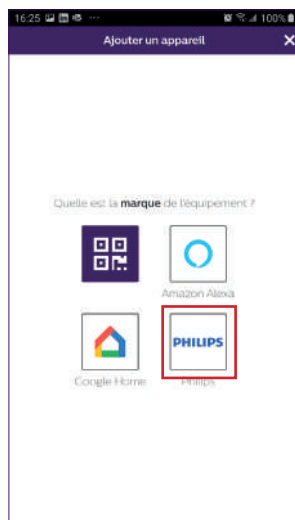 16:25 ... 100%
Ajouter un appareil
Quelle est la marque de l'équipement ?
Amazon Alexa
PHILIPS
Google Home
Philips